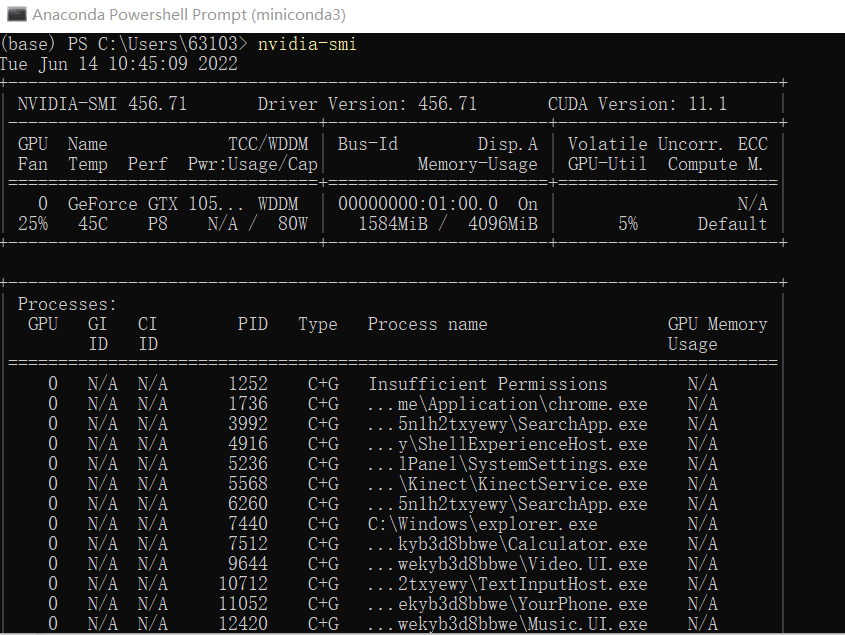 Anaconda Powershell Prompt (miniconda3)
(base) PS C:\Users\63103> nvidia-smi
Tue Jun 14 10:45:09 2022
+-----------------------------------------------------------------------------+
| NVIDIA-SMI 456.71       Driver Version: 456.71       CUDA Version: 11.1     |
|-------------------------------+----------------------+----------------------+
| GPU  Name            TCC/WDDM | Bus-Id        Disp.A | Volatile Uncorr. ECC |
| Fan  Temp  Perf  Pwr:Usage/Cap|         Memory-Usage | GPU-Util  Compute M. |
|===============================+======================+======================|
|   0  GeForce GTX 105... WDDM  | 00000000:01:00.0  On |                  N/A |
| 25%   45C    P8    N/A /  80W |   1584MiB /  4096MiB |      5%      Default |
+-------------------------------+----------------------+----------------------+
+-----------------------------------------------------------------------------+
| Processes:                                                                  |
|  GPU   GI   CI        PID   Type   Process name                  GPU Memory |
|        ID   ID                                                   Usage      |
|=============================================================================|
|    0   N/A  N/A      1252    C+G   Insufficient Permissions        N/A      |
|    0   N/A  N/A      1736    C+G   ...me\Application\chrome.exe    N/A      |
|    0   N/A  N/A      3992    C+G   ...5n1h2txyewy\SearchApp.exe    N/A      |
|    0   N/A  N/A      4916    C+G   ...y\ShellExperienceHost.exe    N/A      |
|    0   N/A  N/A      5236    C+G   ...lPanel\SystemSettings.exe    N/A      |
|    0   N/A  N/A      5568    C+G   ...\Kinect\KinectService.exe    N/A      |
|    0   N/A  N/A      6260    C+G   ...5n1h2txyewy\SearchApp.exe    N/A      |
|    0   N/A  N/A      7440    C+G   C:\Windows\explorer.exe         N/A      |
|    0   N/A  N/A      7512    C+G   ...kyb3d8bbwe\Calculator.exe    N/A      |
|    0   N/A  N/A      9644    C+G   ...wekyb3d8bbwe\Video.UI.exe    N/A      |
|    0   N/A  N/A     10712    C+G   ...2txyewy\TextInputHost.exe    N/A      |
|    0   N/A  N/A     11052    C+G   ...ekyb3d8bbwe\YourPhone.exe    N/A      |
|    0   N/A  N/A     12420    C+G   ...wekyb3d8bbwe\Music.UI.exe    N/A      |